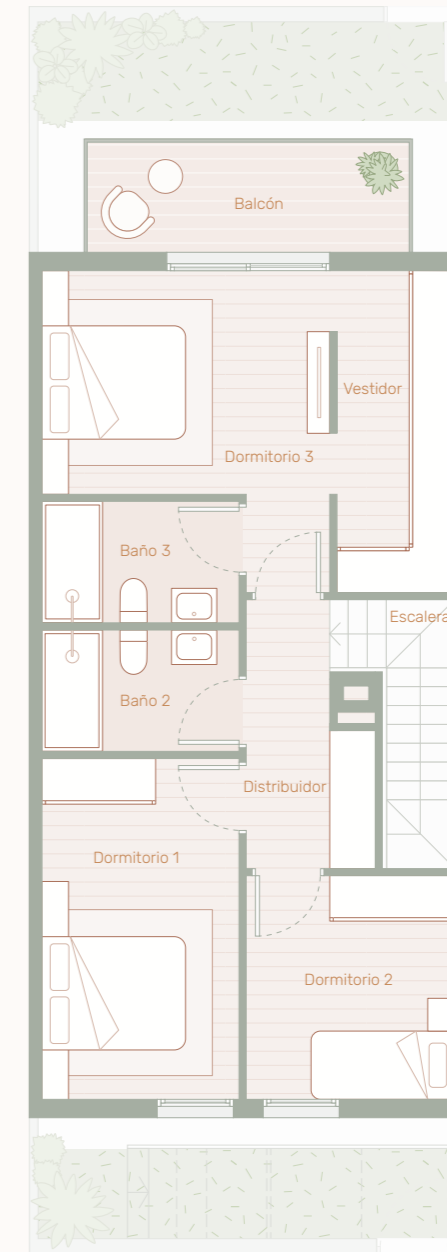 Balcón
Vestidor
Dormitorio 3
Baño 3
Escalera
Baño 2
Distribuidor
Dormitorio 1
Dormitorio 2